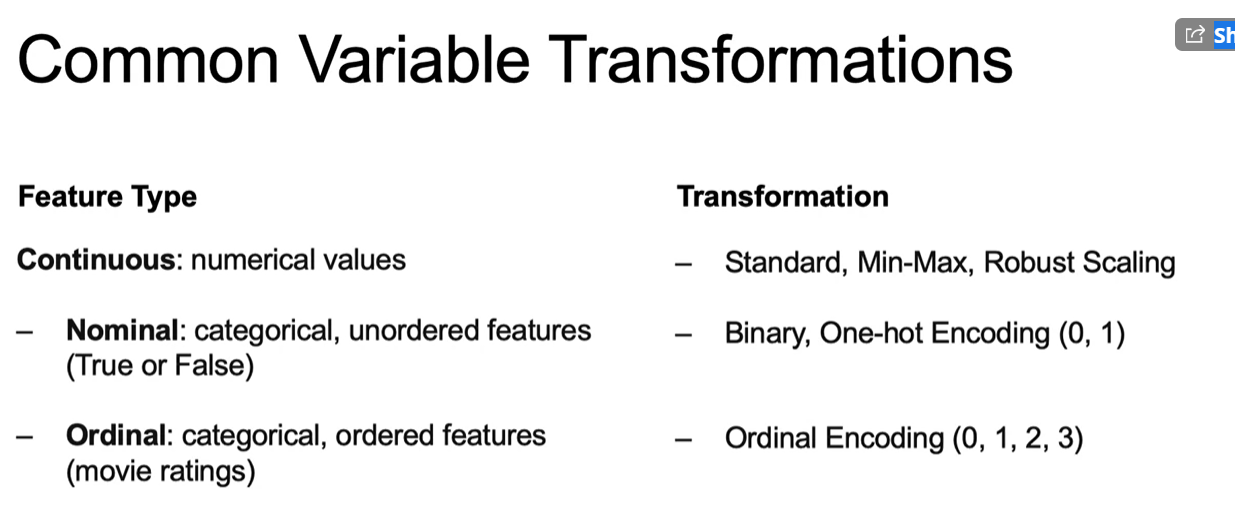 Common Variable Transformations
Sh
Feature Type
Transformation
Continuous: numerical values
– Standard, Min-Max, Robust Scaling
– Nominal: categorical, unordered features
(True or False)
– Binary, One-hot Encoding (0, 1)
– Ordinal: categorical, ordered features
(movie ratings)
– Ordinal Encoding (0, 1, 2, 3)